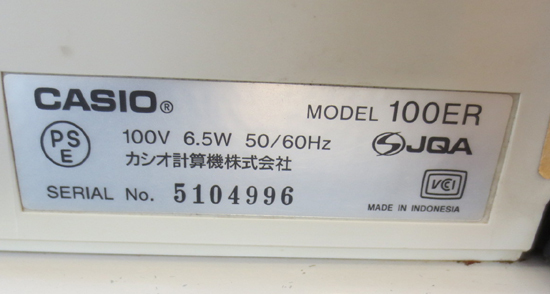 CASIO® MODEL 100ER
PS E 100V 6.5W 50/60Hz JQA
カシオ計算機株式会社
SERIAL No. 5104996 VCI
MADE IN INDONESIA